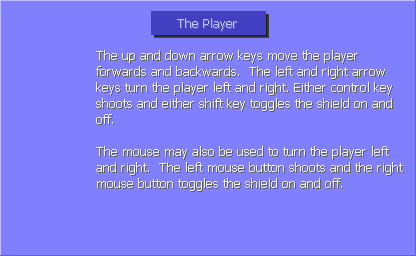 The Player
The up and down arrow keys move the player
forwards and backwards.  The left and right arrow
keys turn the player left and right. Either control key
shoots and either shift key toggles the shield on and
off.
The mouse may also be used to turn the player left
and right.  The left mouse button shoots and the right
mouse button toggles the shield on and off.